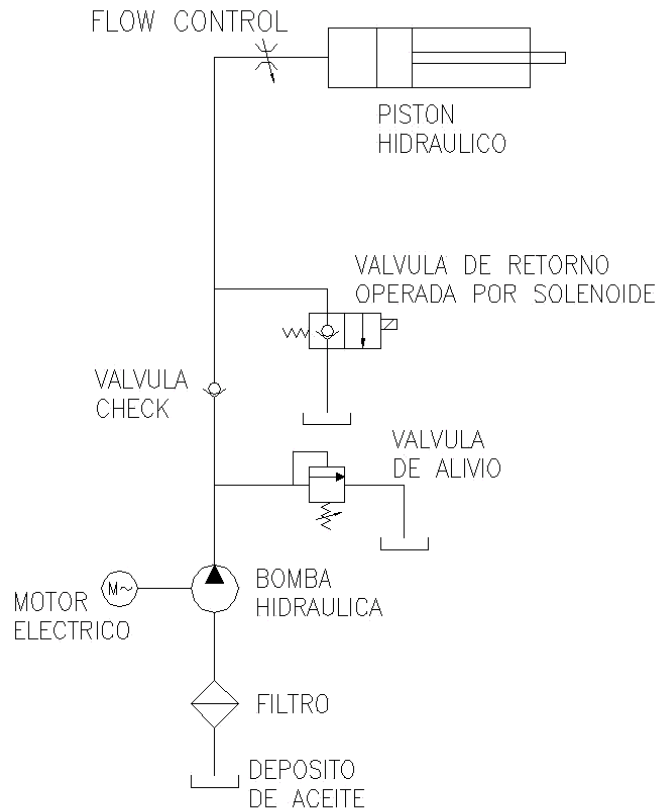 FLOW CONTROL
PISTON
HIDRAULICO
VALVULA DE RETORNO
OPERADA POR SOLENOIDE
VALVULA
CHECK
VALVULA
DE ALIVIO
M~
MOTOR
ELECTRICO
BOMBA
HIDRAULICA
FILTRO
DEPOSITO
DE ACEITE